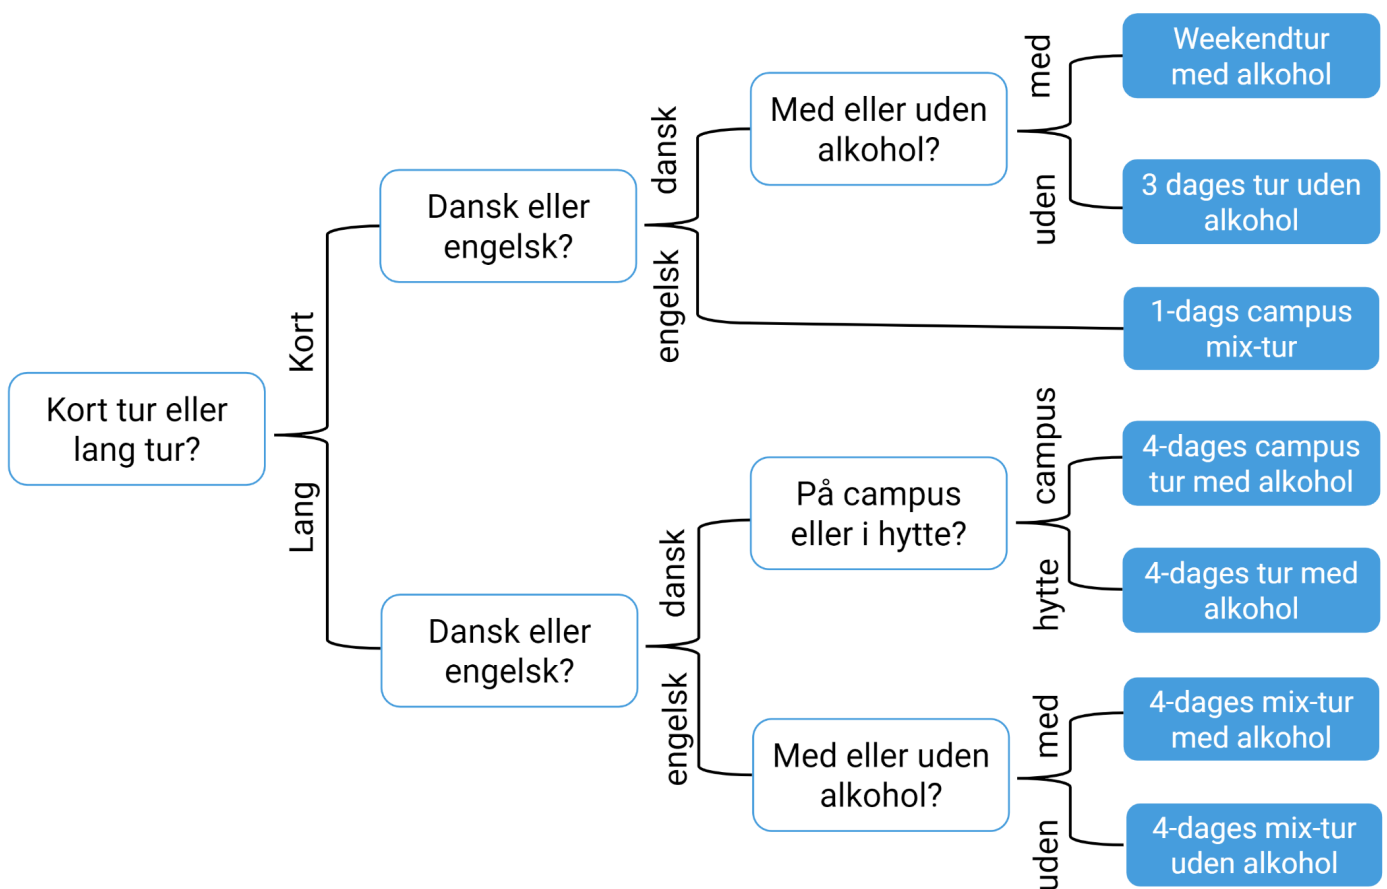 Kort tur eller
lang tur?
Kort
Lang
Dansk eller
engelsk?
dansk
engelsk
Med eller uden
alkohol?
med
uden
Weekendtur
med alkohol
3 dages tur uden
alkohol
1-dags campus
mix-tur
Dansk eller
engelsk?
dansk
engelsk
På campus
eller i hytte?
campus
hytte
4-dages campus
tur med alkohol
4-dages tur med
alkohol
Med eller uden
alkohol?
med
uden
4-dages mix-tur
med alkohol
4-dages mix-tur
uden alkohol